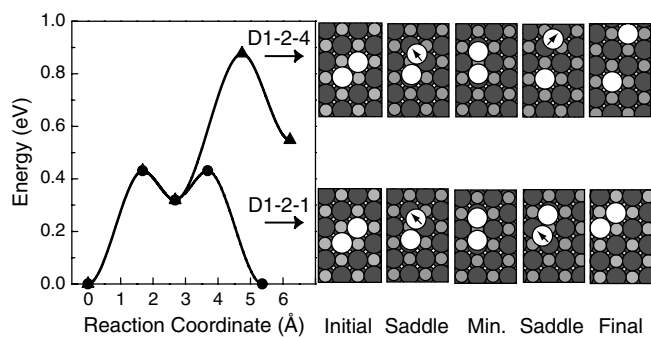 1.0
0.8
0.6
0.4
0.2
0.0
Energy (eV)
0 1 2 3 4 5 6
Reaction Coordinate (Å)
D1-2-4
D1-2-1
Initial Saddle Min. Saddle Final